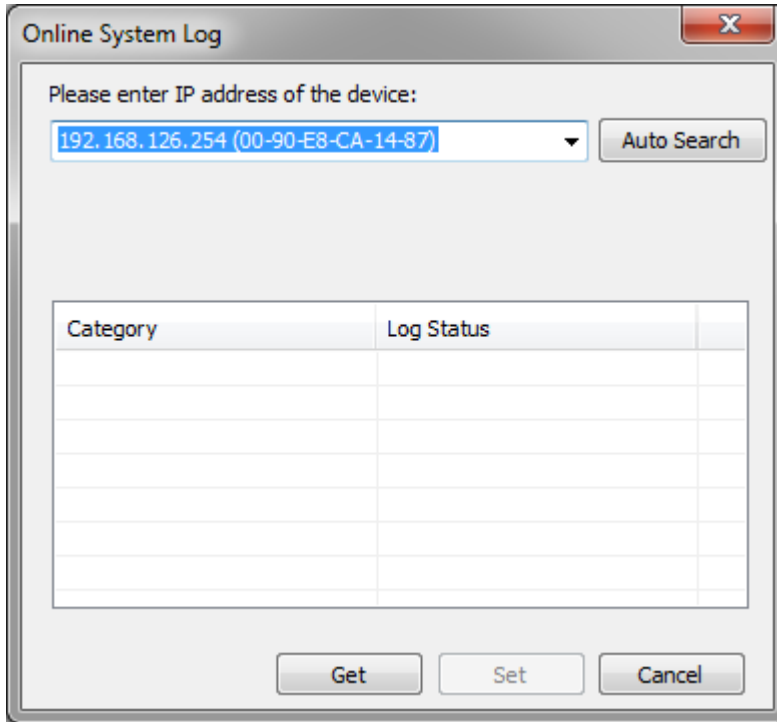 Online System Log
Please enter IP address of the device:
192.168.126.254 (00-90-E8-CA-14-87) Auto Search
Category Log Status
Get Set Cancel